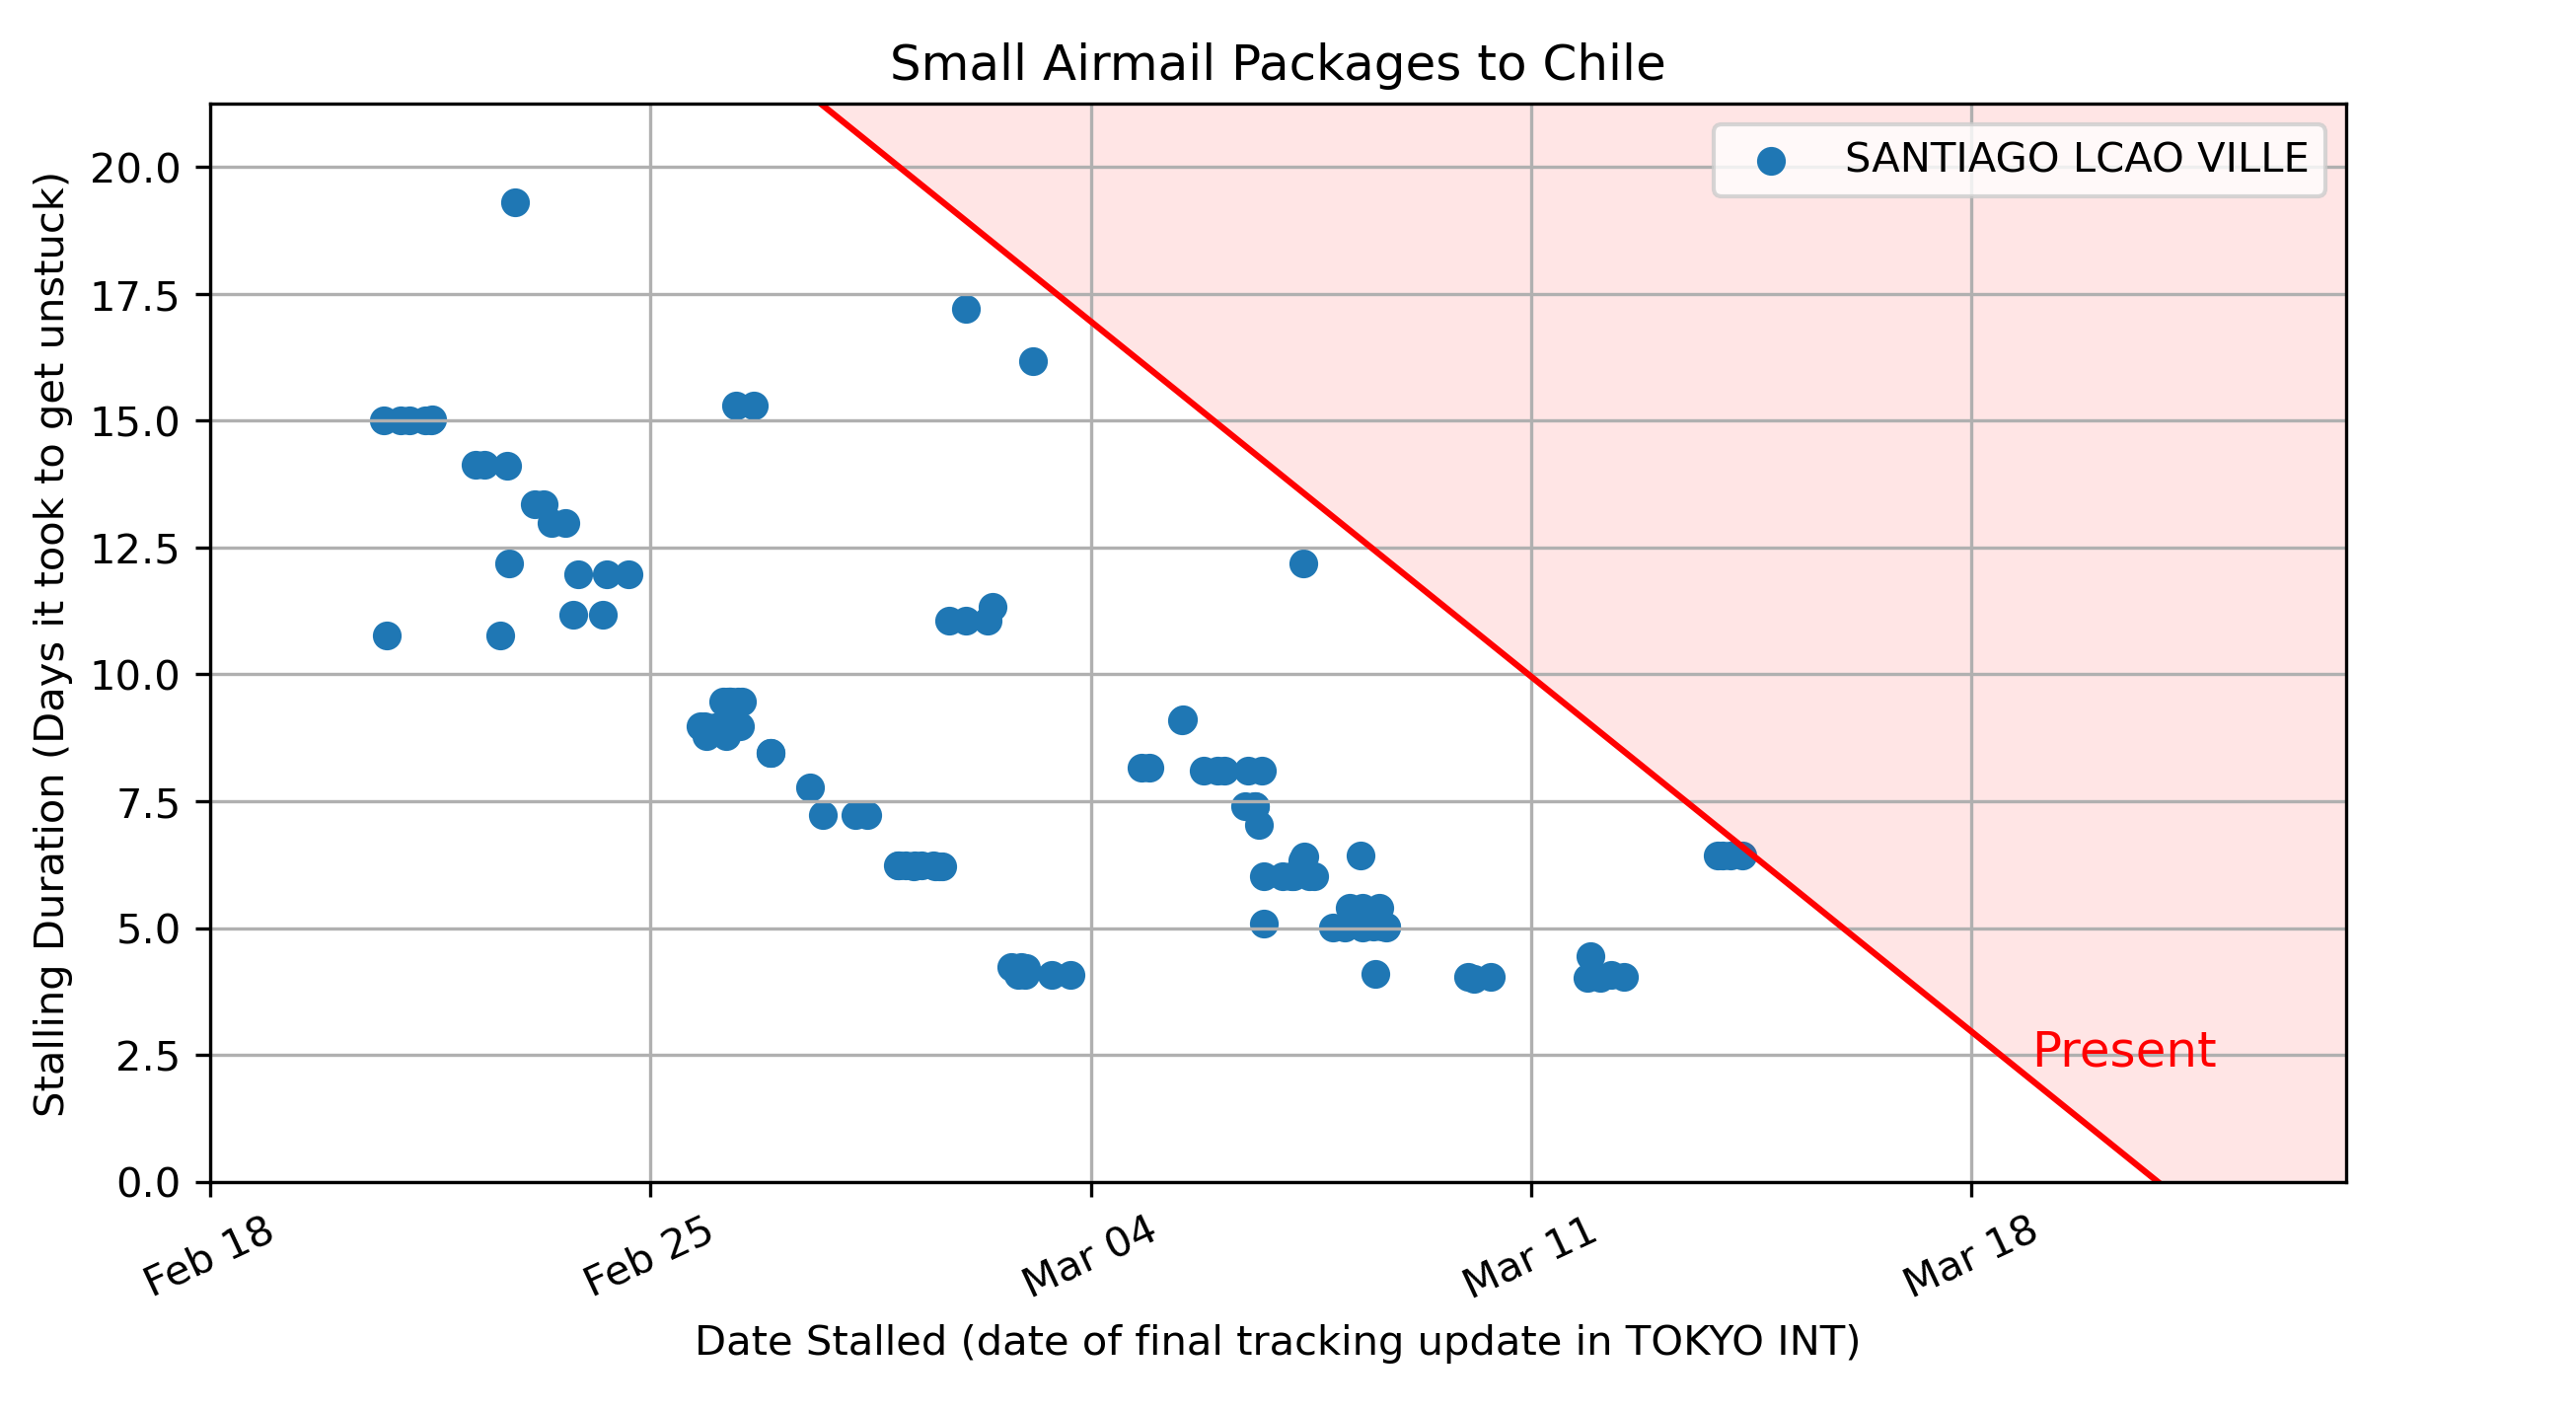 Small Airmail Packages to Chile
SANTIAGO LCAO VILLE
Stalling Duration (Days it took to get unstuck)
20.0
17.5
15.0
12.5
10.0
7.5
5.0
2.5
0.0
Present
Feb 18
Feb 25
Mar 04
Mar 11
Mar 18
Date Stalled (date of final tracking update in TOKYO INT)